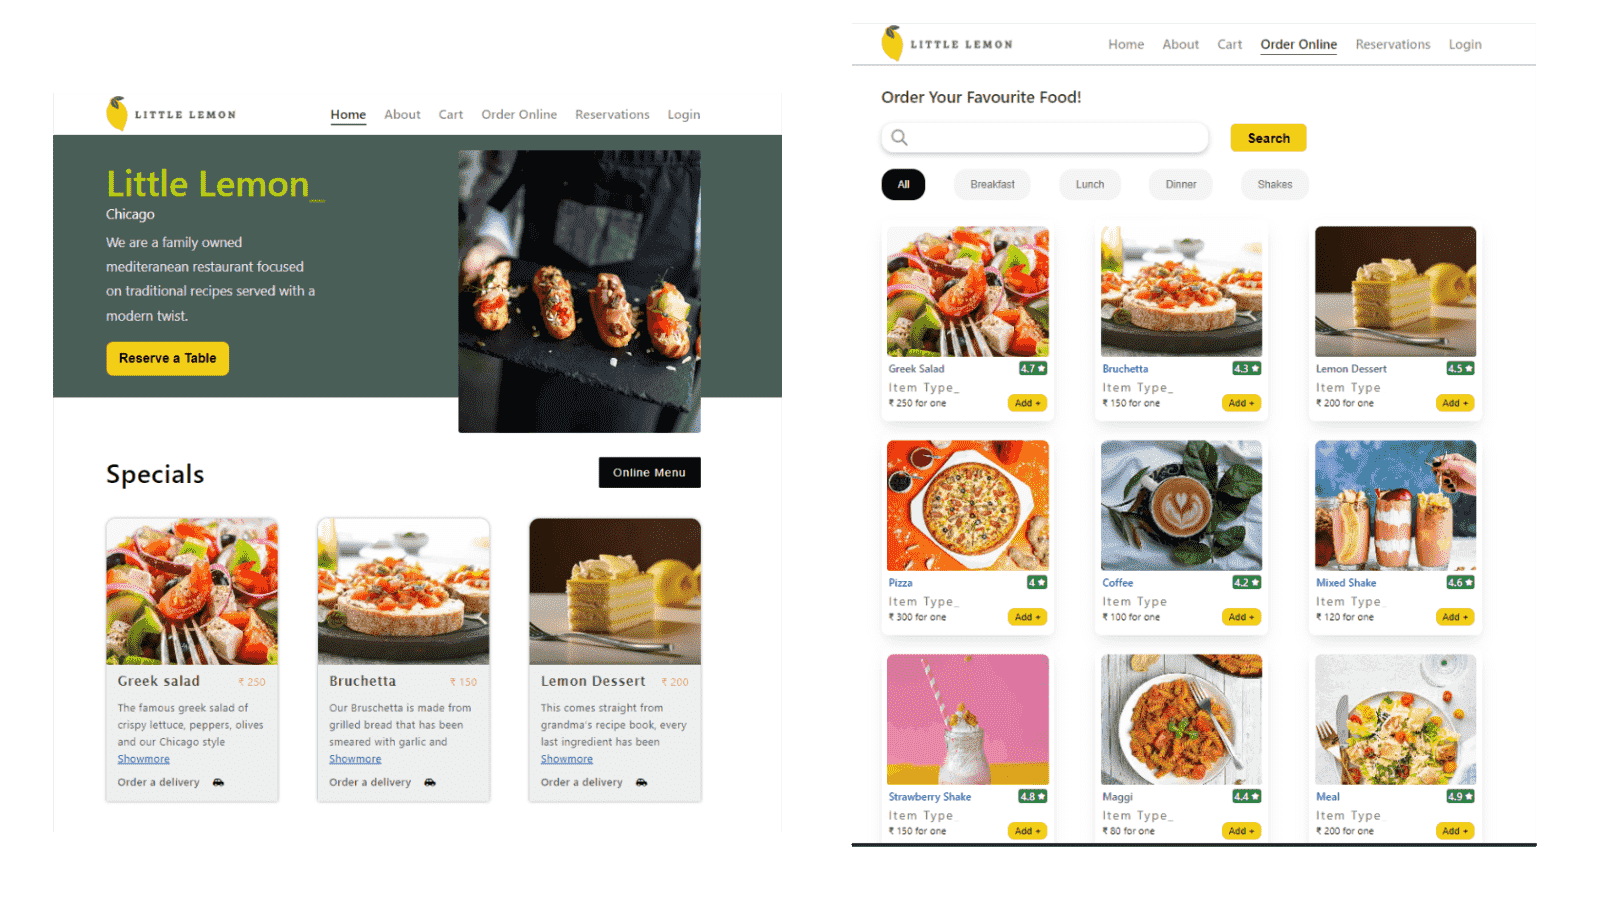 LITTLE LEMON
Home About Cart Order Online Reservations Login
Little Lemon_
Chicago
We are a family owned
mediteranean restaurant focused
on traditional recipes served with a
modern twist.
Reserve a Table
Specials
Online Menu
Greek salad ₹ 250
The famous greek salad of
crispy lettuce, peppers, olives
and our Chicago style
Showmore
Order a delivery
Bruchetta ₹ 150
Our Bruschetta is made from
grilled bread that has been
smeared with garlic and
Showmore
Order a delivery
Lemon Dessert ₹ 200
This comes straight from
grandma's recipe book, every
last ingredient has been
Showmore
Order a delivery
LITTLE LEMON
Home About Cart Order Online Reservations Login
Order Your Favourite Food!
Search
All Breakfast Lunch Dinner Shakes
Greek Salad 4.7 ★
Item Type_
₹ 250 for one Add +
Bruchetta 4.3 ★
Item Type_
₹ 150 for one Add +
Lemon Dessert 4.5 ★
Item Type
₹ 200 for one Add +
Pizza 4 ★
Item Type_
₹ 300 for one Add +
Coffee 4.2 ★
Item Type
₹ 100 for one Add +
Mixed Shake 4.6 ★
Item Type_
₹ 120 for one Add +
Strawberry Shake 4.8 ★
Item Type_
₹ 150 for one Add +
Maggi 4.4 ★
Item Type_
₹ 80 for one Add +
Meal 4.9 ★
Item Type_
₹ 200 for one Add +